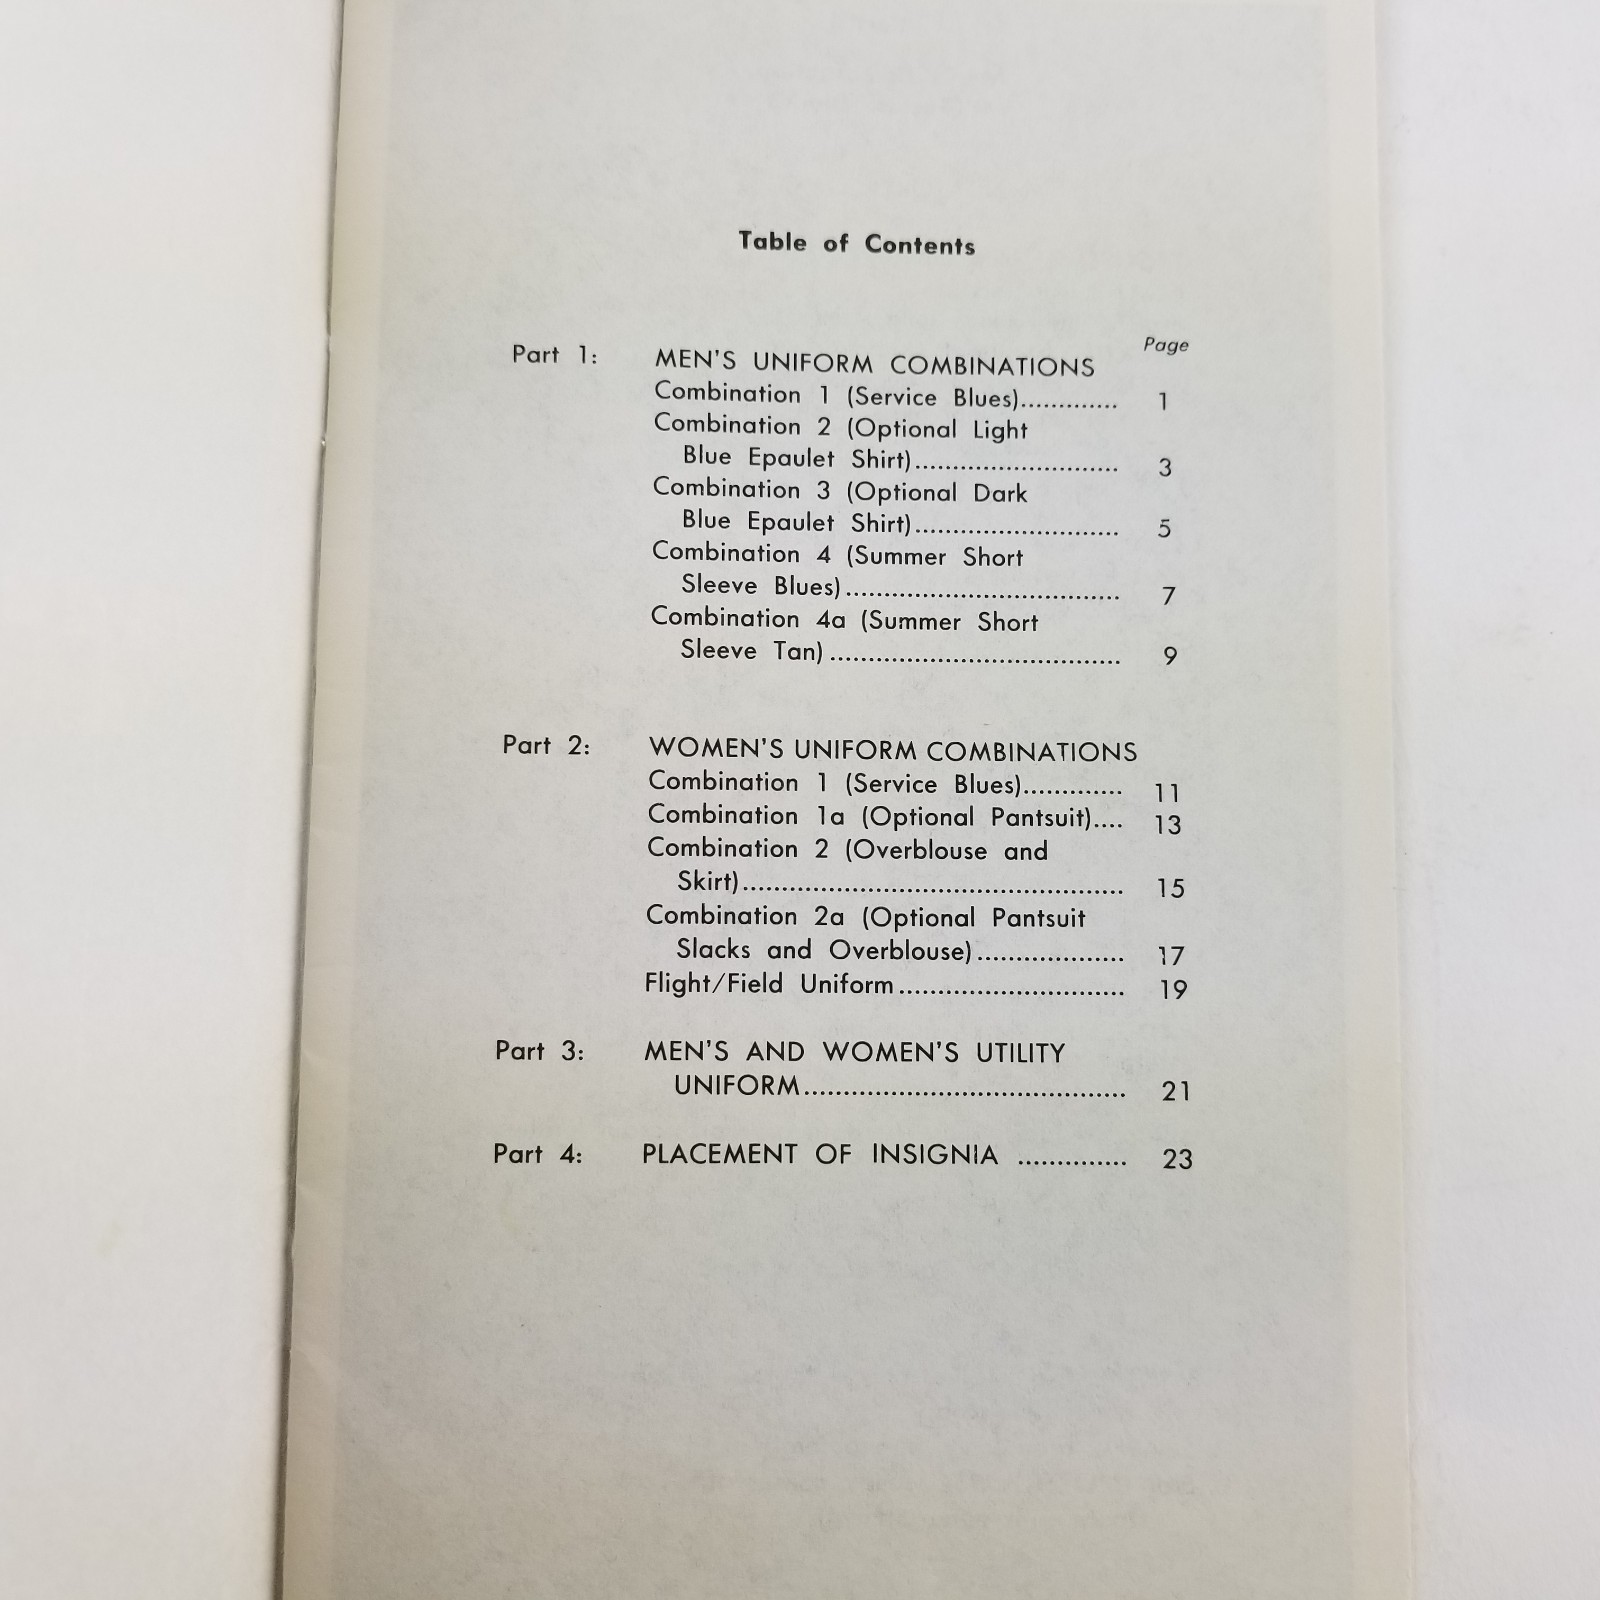 Table of Contents
Page
Part 1: MEN'S UNIFORM COMBINATIONS
Combination 1 (Service Blues)............. 1
Combination 2 (Optional Light
Blue Epaulet Shirt)........................... 3
Combination 3 (Optional Dark
Blue Epaulet Shirt)........................... 5
Combination 4 (Summer Short
Sleeve Blues).................................... 7
Combination 4a (Summer Short
Sleeve Tan)...................................... 9
Part 2: WOMEN'S UNIFORM COMBINATIONS
Combination 1 (Service Blues)............. 11
Combination 1a (Optional Pantsuit).... 13
Combination 2 (Overblouse and
Skirt).................................................. 15
Combination 2a (Optional Pantsuit
Slacks and Overblouse)................... 17
Flight/Field Uniform.............................. 19
Part 3: MEN'S AND WOMEN'S UTILITY
UNIFORM.......................................... 21
Part 4: PLACEMENT OF INSIGNIA .............. 23